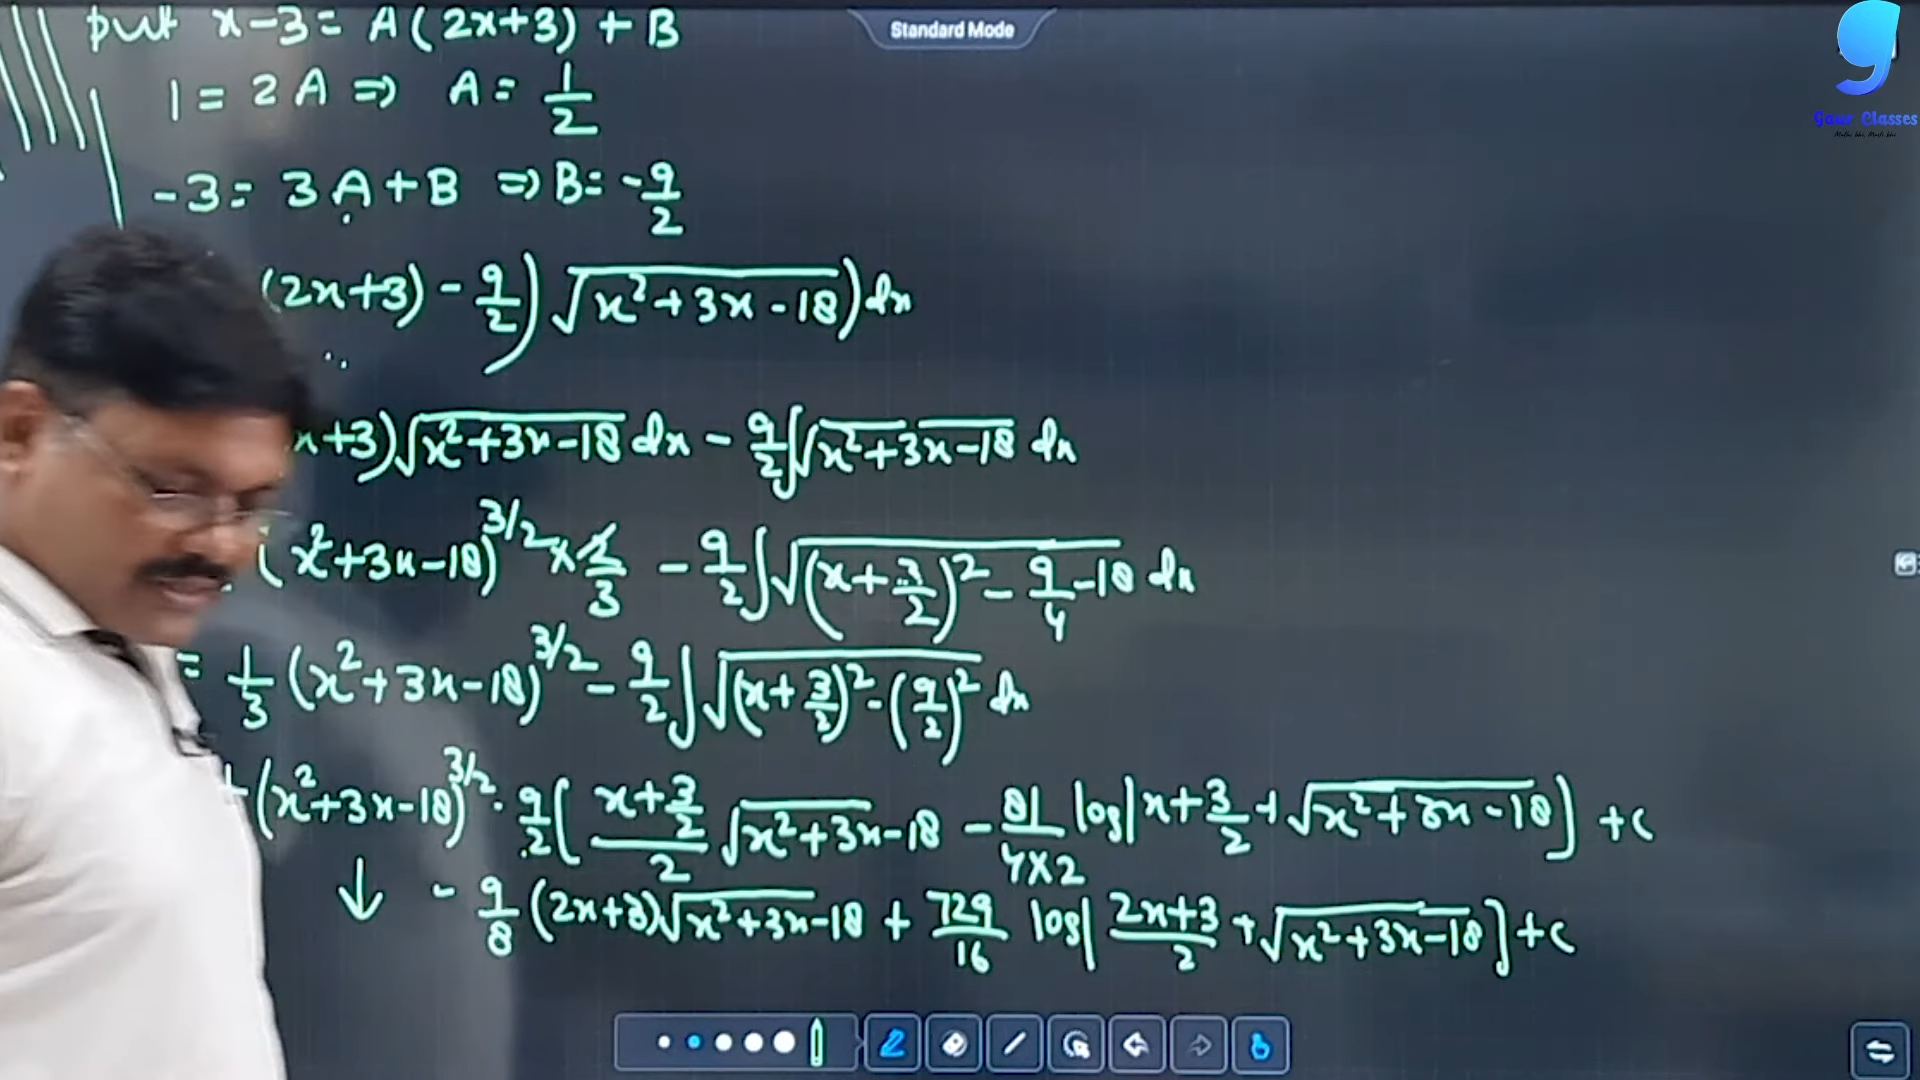 put x-3= A(2x+3) + B
Standard Mode
Gaur Classes
1 = 2A ⇒ A = 1/2
-3 = 3A+B ⇒ B= -9/2
(2x+3) - 9/2) √(x²+3x-18))dx
x+3)√(x²+3x-18) dx - 9/2∫√(x²+3x-18) dx
(x²+3x-18)^3/2 × 2/3 - 9/2∫√((x+3/2)² - 9/4 -18) dx
= 1/3 (x²+3x-18)^3/2 - 9/2∫√((x+3/2)² - (9/2)²) dx
(x²+3x-18)^3/2 - 9/2[ (x+3/2)/2 √(x²+3x-18) - 81/(4×2) log|x+3/2+√(x²+3x-18)] +c
↓ - 9/8 (2x+3)√(x²+3x-18) + 729/16 log| (2x+3)/2 +√(x²+3x-18)]+c